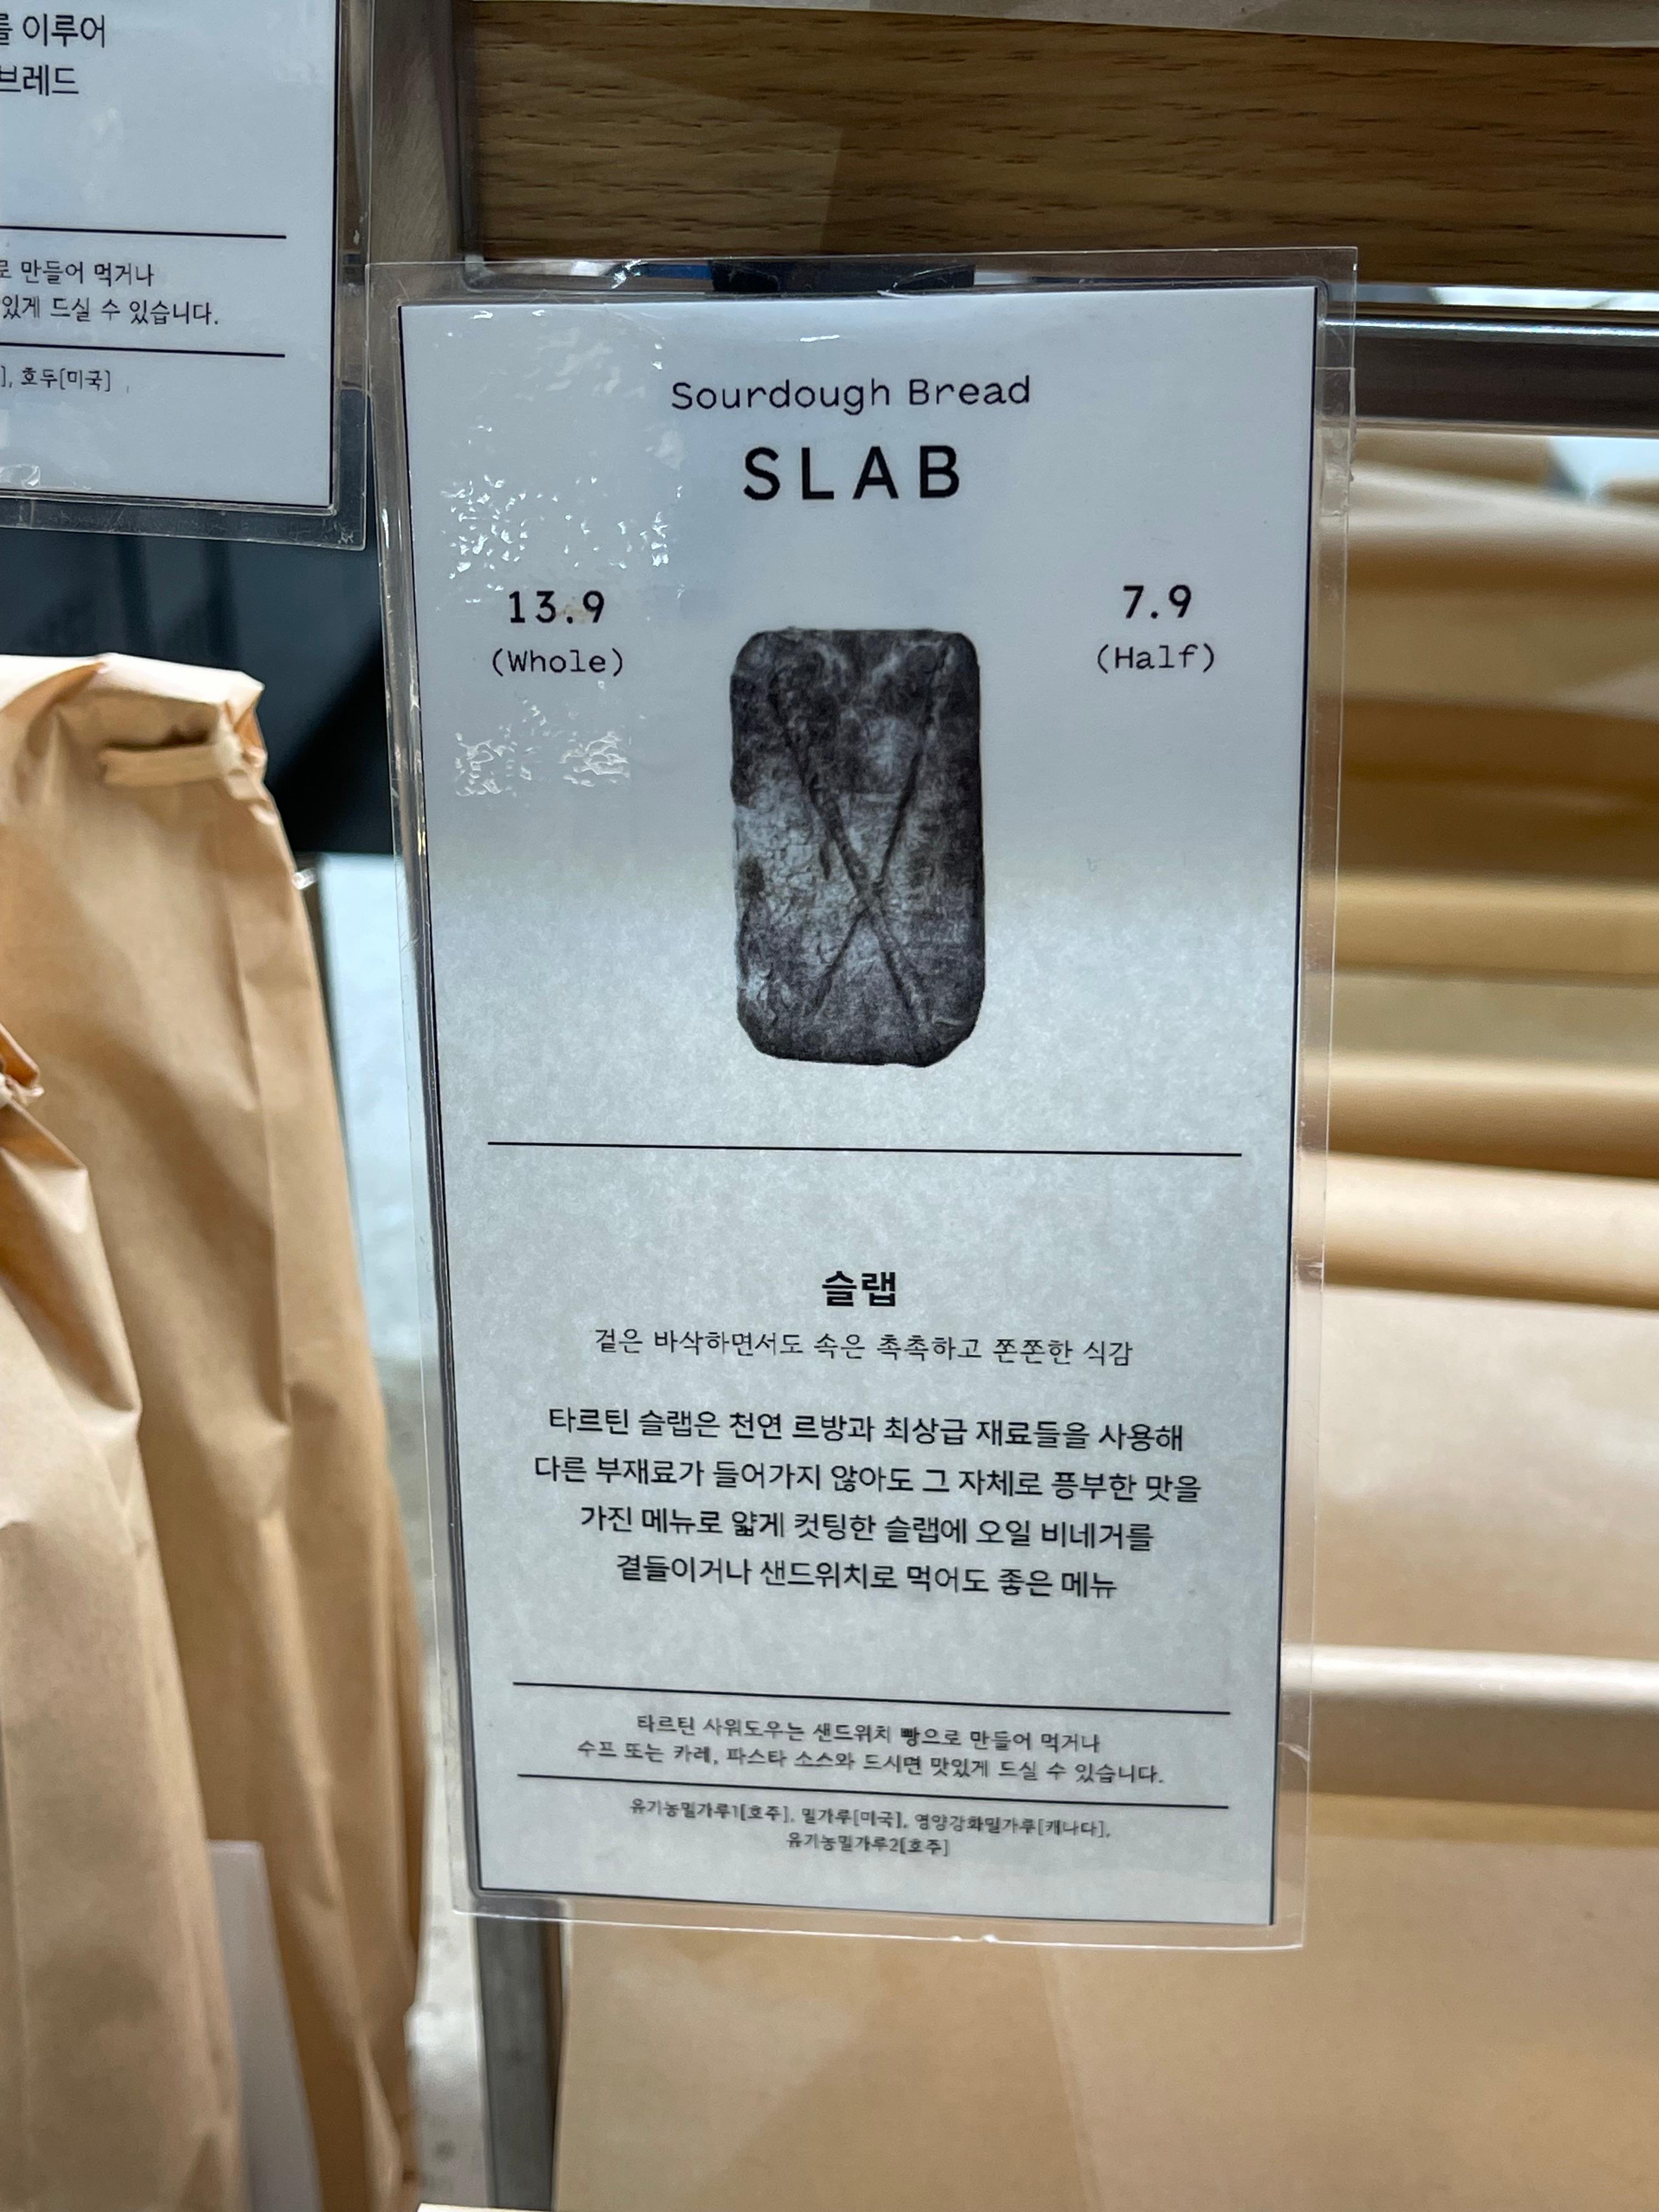 를 이루어
브레드
로 만들어 먹거나
있게 드실 수 있습니다.
], 호두[미국]
Sourdough Bread
SLAB
13.9
(Whole)
7.9
(Half)
슬랩
겉은 바삭하면서도 속은 촉촉하고 쫀쫀한 식감
타르틴 슬랩은 천연 르방과 최상급 재료들을 사용해
다른 부재료가 들어가지 않아도 그 자체로 풍부한 맛을
가진 메뉴로 얇게 컷팅한 슬랩에 오일 비네거를
곁들이거나 샌드위치로 먹어도 좋은 메뉴
타르틴 사워도우는 샌드위치 빵으로 만들어 먹거나
수프 또는 카레, 파스타 소스와 드시면 맛있게 드실 수 있습니다.
유기농밀가루1[호주], 밀가루[미국], 영양강화밀가루[캐나다],
유기농밀가루2[호주]